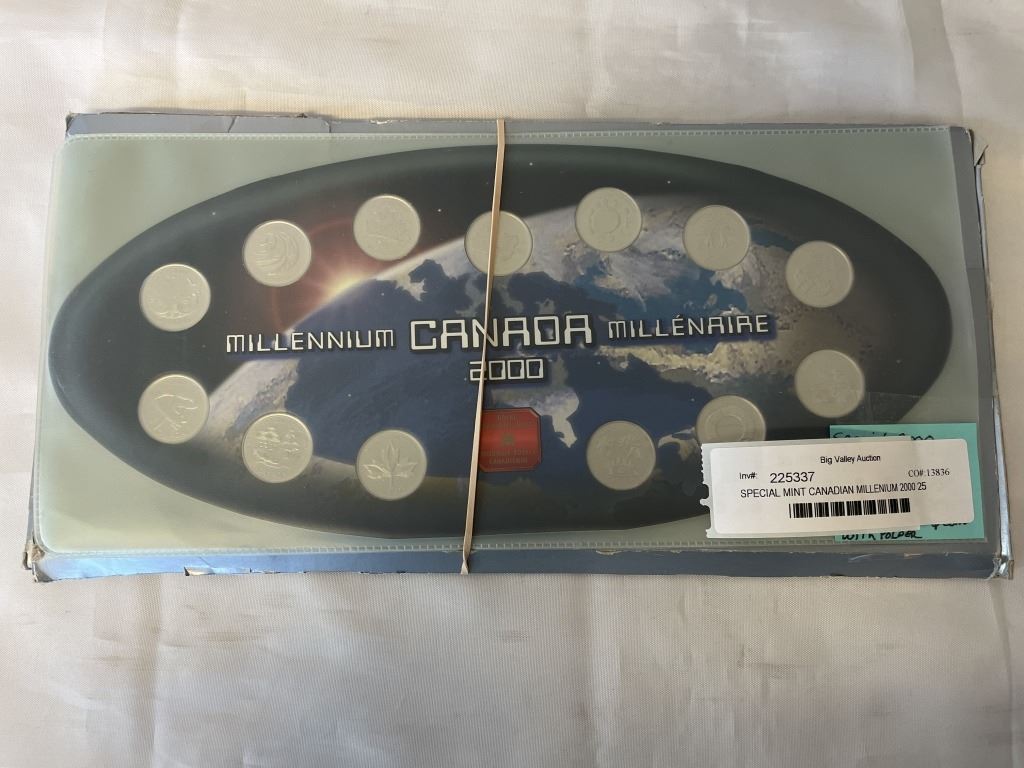 MILLENNIUM CANADA MILLÉNAIRE
2000
Big Valley Auction
Inv#: 225337 CO#:13836
SPECIAL MINT CANADIAN MILLENIUM 2000 25
WITH FOLDER